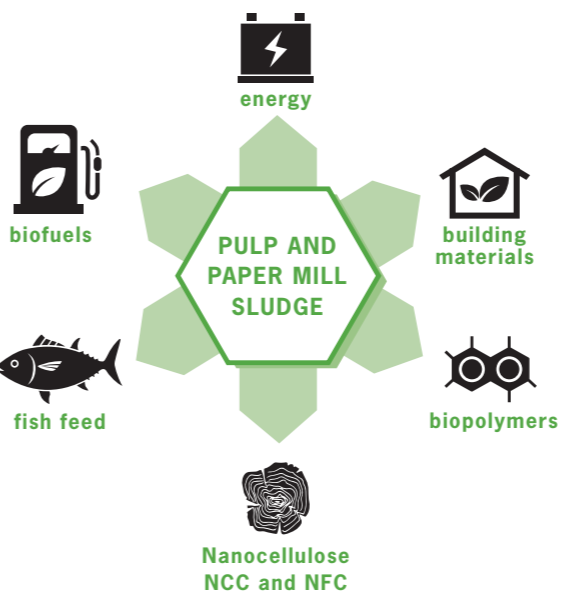 energy
biofuels
building
materials
PULP AND
PAPER MILL
SLUDGE
fish feed
biopolymers
Nanocellulose
NCC and NFC